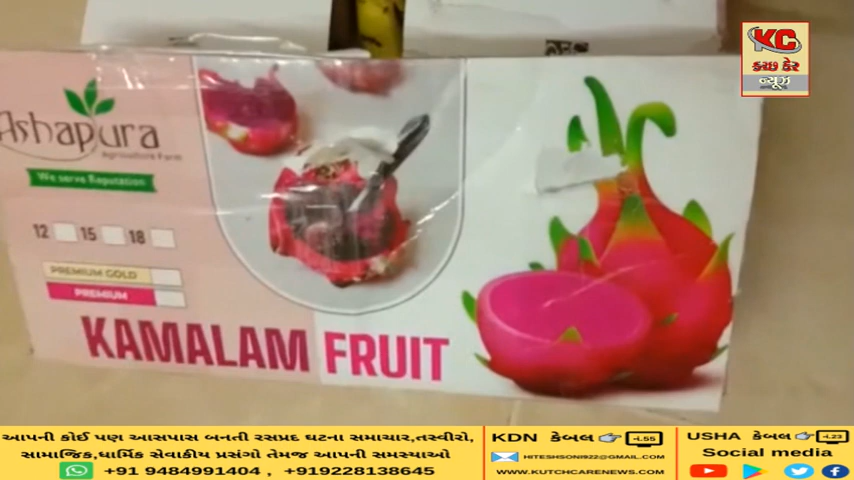 KC
કચ્છ કેર
ન્યૂઝ
Ashapura
Agriculture Farm
We serve Reputation
12 15 18
PREMIUM GOLD
PREMIUM
KAMALAM FRUIT
આપની કોઈ પણ આસપાસ બનતી રસપ્રદ ઘટના સમાચાર,તસ્વીરો,
સામાજિક,ધાર્મિક સેવાકીય પ્રસંગો તેમજ આપની સમસ્યાઓ
+91 9484991404 , +919228138645
KDN કેબલ -L55
HITESHSONI922@GMAIL.COM
WWW.KUTCHCARENEWS.COM
USHA કેબલ -L23
Social media